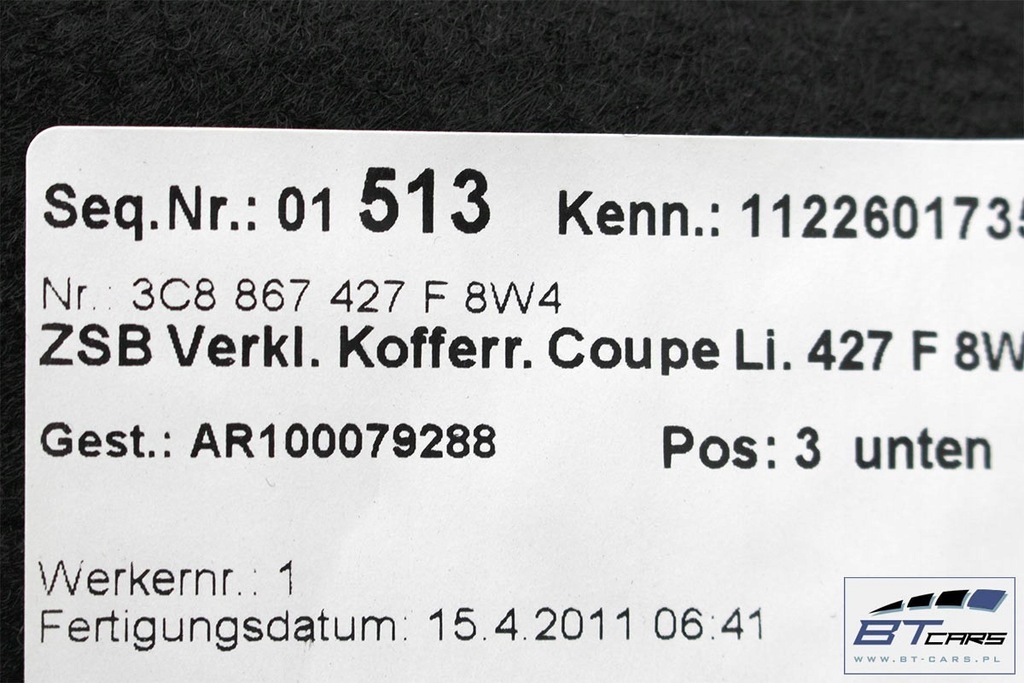 Seq.Nr.: 01 513 Kenn.: 1122601735
Nr.: 3C8 867 427 F 8W4
ZSB Verkl. Kofferr. Coupe Li. 427 F 8W
Gest.: AR100079288 Pos: 3 unten
Werkernr.: 1
Fertigungsdatum: 15.4.2011 06:41
BT CARS
WWW.BT-CARS.PL